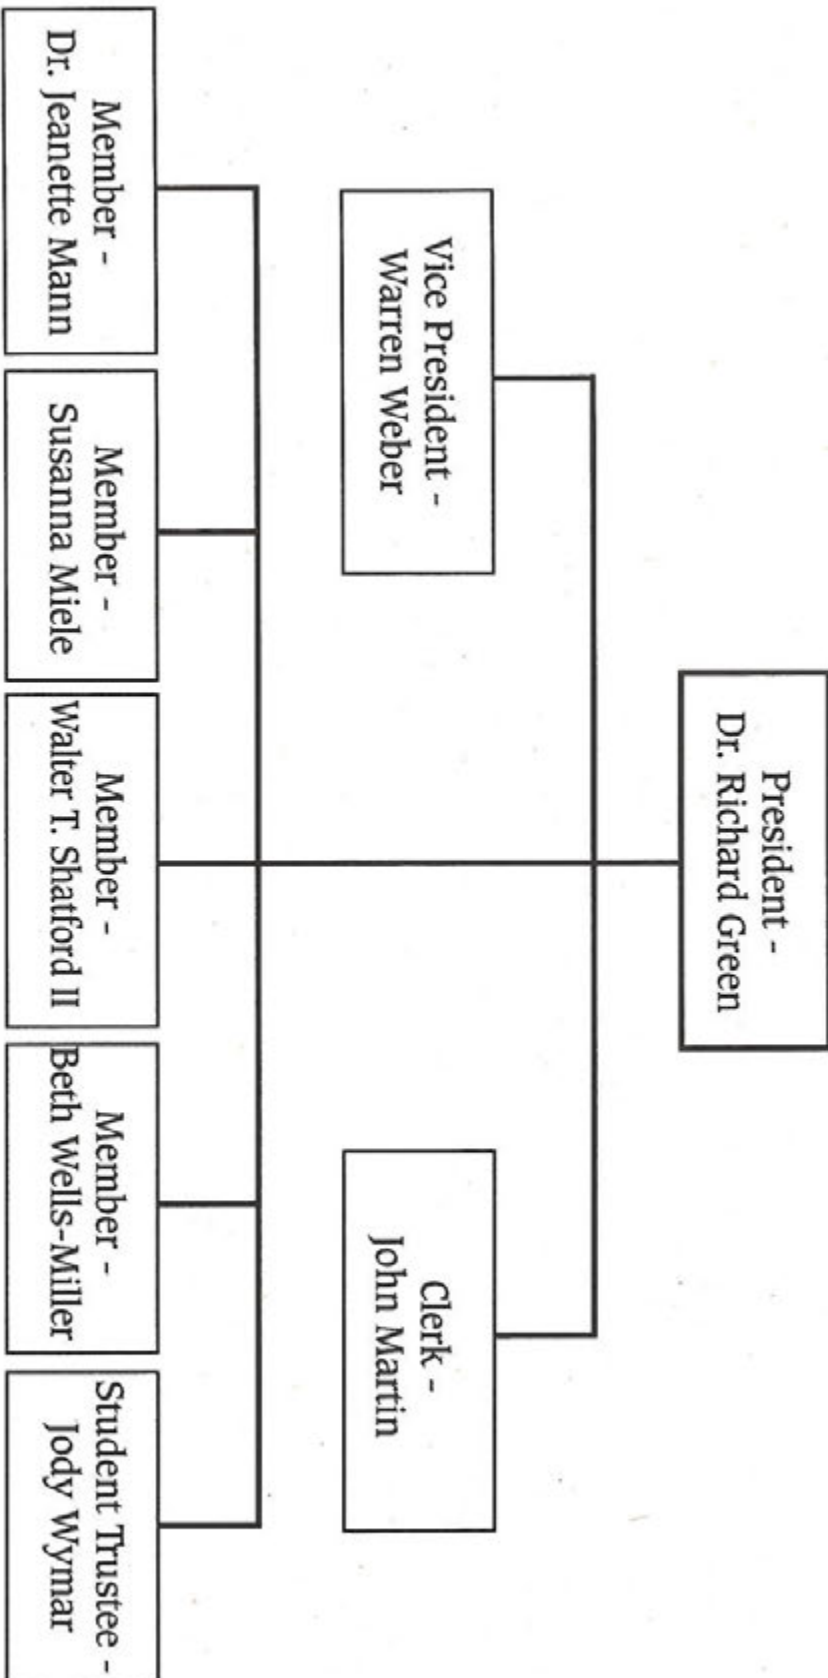 President -
Dr. Richard Green
Vice President -
Warren Weber
Clerk -
John Martin
Member -
Dr. Jeanette Mann
Member -
Susanna Miele
Member -
Walter T. Shatford II
Member -
Beth Wells-Miller
Student Trustee -
Jody Wymar